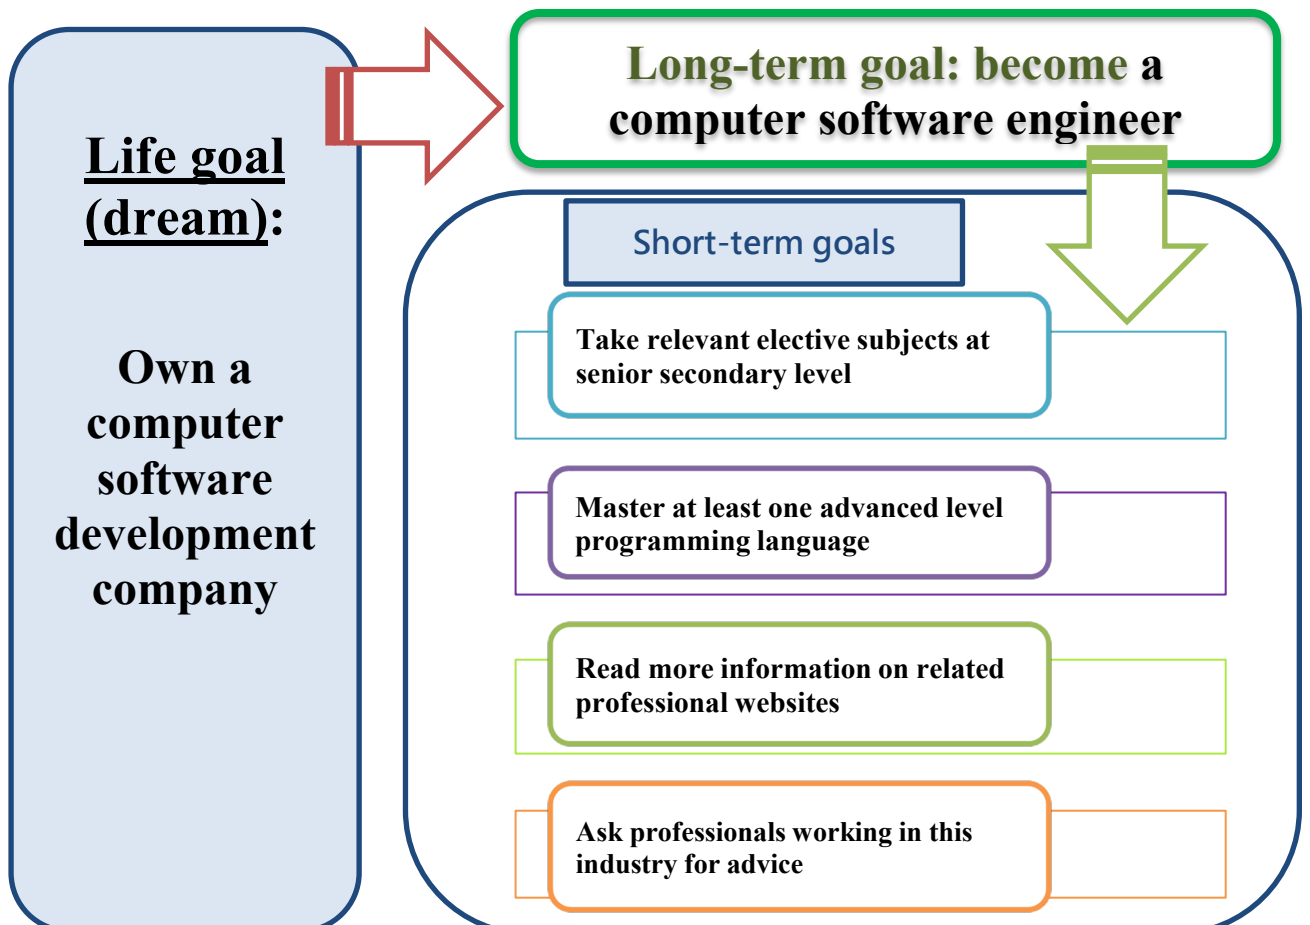 Life goal
(dream):
Own a
computer
software
development
company
Long-term goal: become a
computer software engineer
Short-term goals
Take relevant elective subjects at
senior secondary level
Master at least one advanced level
programming language
Read more information on related
professional websites
Ask professionals working in this
industry for advice